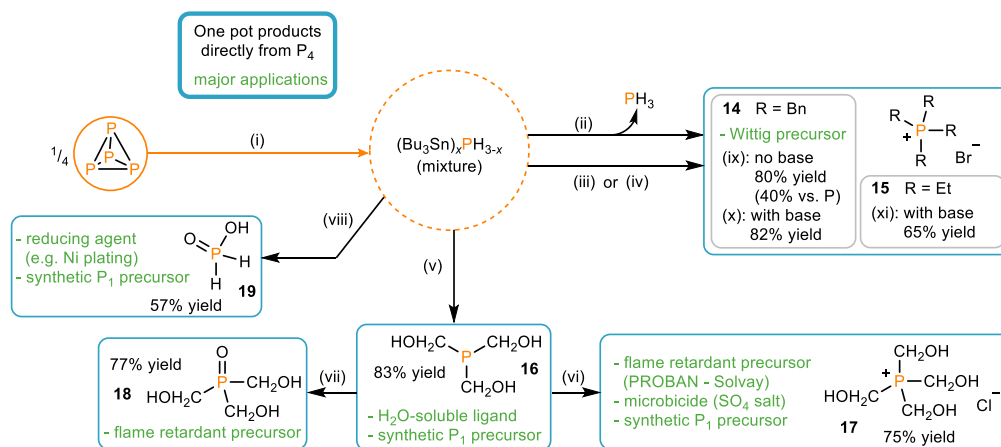 One pot products
directly from P4
major applications
1/4
P
P
P
P
(i)
(Bu3Sn)xPH3-x
(mixture)
(ii)
PH3
(iii) or (iv)
14 R = Bn
- Wittig precursor
(ix): no base
80% yield
(40% vs. P)
(x): with base
82% yield
R
R
P
+
R
R
Br−
15 R = Et
(xi): with base
65% yield
(viii)
- reducing agent
(e.g. Ni plating)
- synthetic P1 precursor
OH
O
P
H
H
19
57% yield
(v)
77% yield
O
HOH2C
P
CH2OH
CH2OH
18
- flame retardant precursor
(vii)
HOH2C
P
CH2OH
CH2OH
16
83% yield
- H2O-soluble ligand
- synthetic P1 precursor
(vi)
- flame retardant precursor
(PROBAN - Solvay)
- microbicide (SO4 salt)
- synthetic P1 precursor
CH2OH
+
P
HOH2C
CH2OH
CH2OH
Cl−
17
75% yield